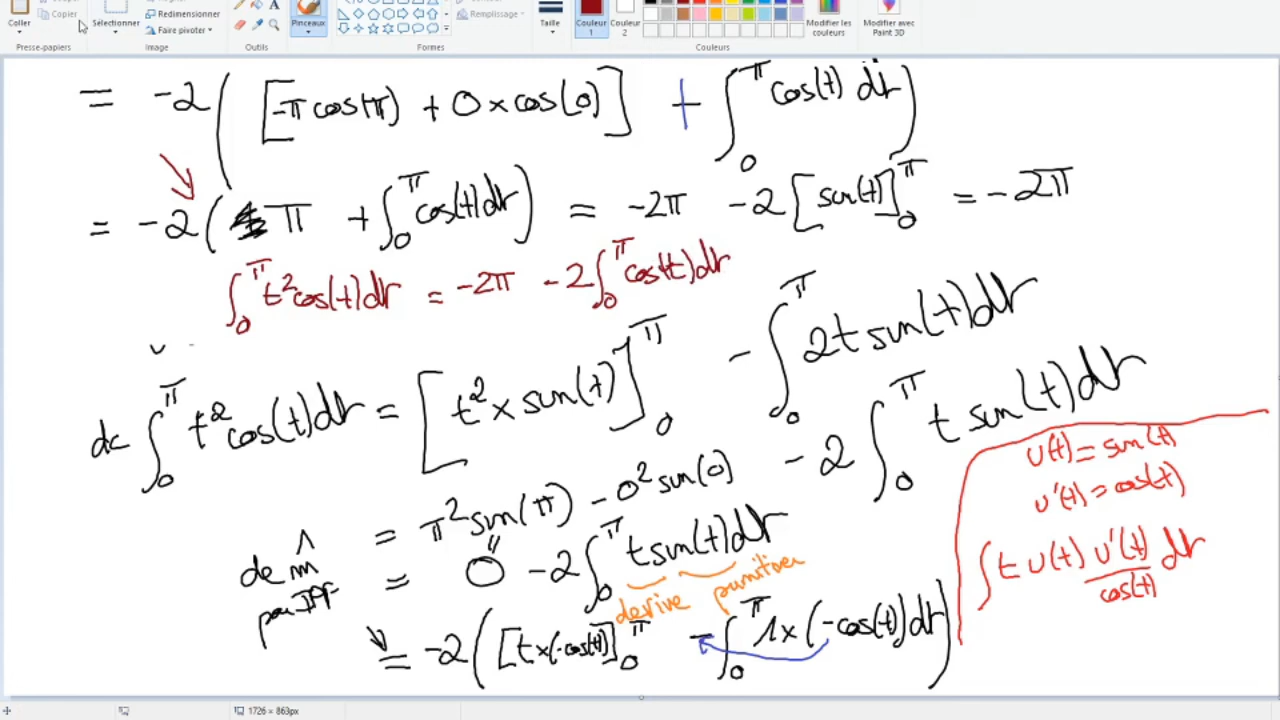 Coller
Copier
Sélectionner
Redimensionner
Faire pivoter
Remplissage
Taille
Couleur 1
Couleur 2
Modifier les couleurs
Modifier avec Paint 3D
Presse-papiers
Image
Outils
Pinceaux
Formes
Couleurs
= -2 ( [-π cos(π) + 0 × cos(0)] + ∫₀^π cos(t) dt )
= -2 ( π + ∫₀^π cos(t) dt ) = -2π - 2 [sin(t)]₀^π = -2π
∫₀^π t² cos(t) dt = -2π - 2 ∫₀^π cos(t) dt
dc ∫₀^π t² cos(t) dt = [t² × sin(t)]₀^π - ∫₀^π 2t sin(t) dt
= π² sin(π) - 0² sin(0) - 2 ∫₀^π t sin(t) dt
de m̂ = 0 - 2 ∫₀^π t sin(t) dt
par IPP
derive primitiver
= -2 ( [t × (-cos(t))]₀^π - ∫₀^π 1 × (-cos(t)) dt )
u(t) = sin(t)
u'(t) = cos(t)
∫ t u(t) u'(t) dt
cos(t)
1726 × 863px